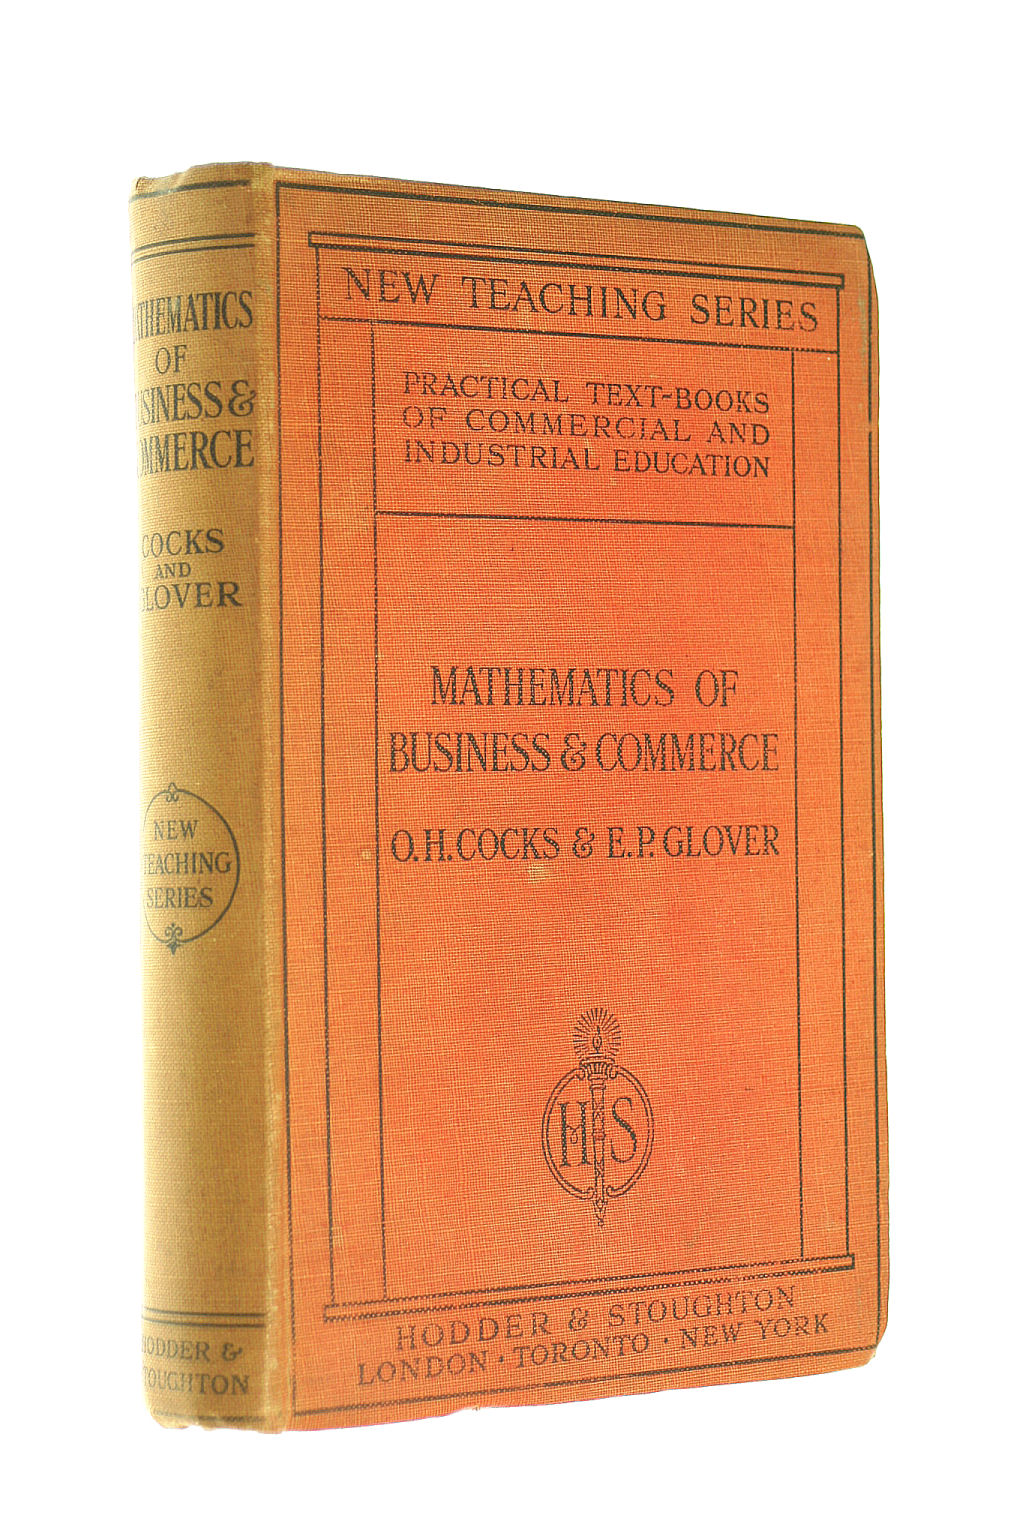 NEW TEACHING SERIES
PRACTICAL TEXT-BOOKS
OF COMMERCIAL AND
INDUSTRIAL EDUCATION
MATHEMATICS OF
BUSINESS & COMMERCE
O. H. COCKS & E. P. GLOVER
H S
HODDER & STOUGHTON
LONDON · TORONTO · NEW YORK
MATHEMATICS
OF
BUSINESS &
COMMERCE
COCKS
AND
GLOVER
NEW
TEACHING
SERIES
HODDER &
STOUGHTON